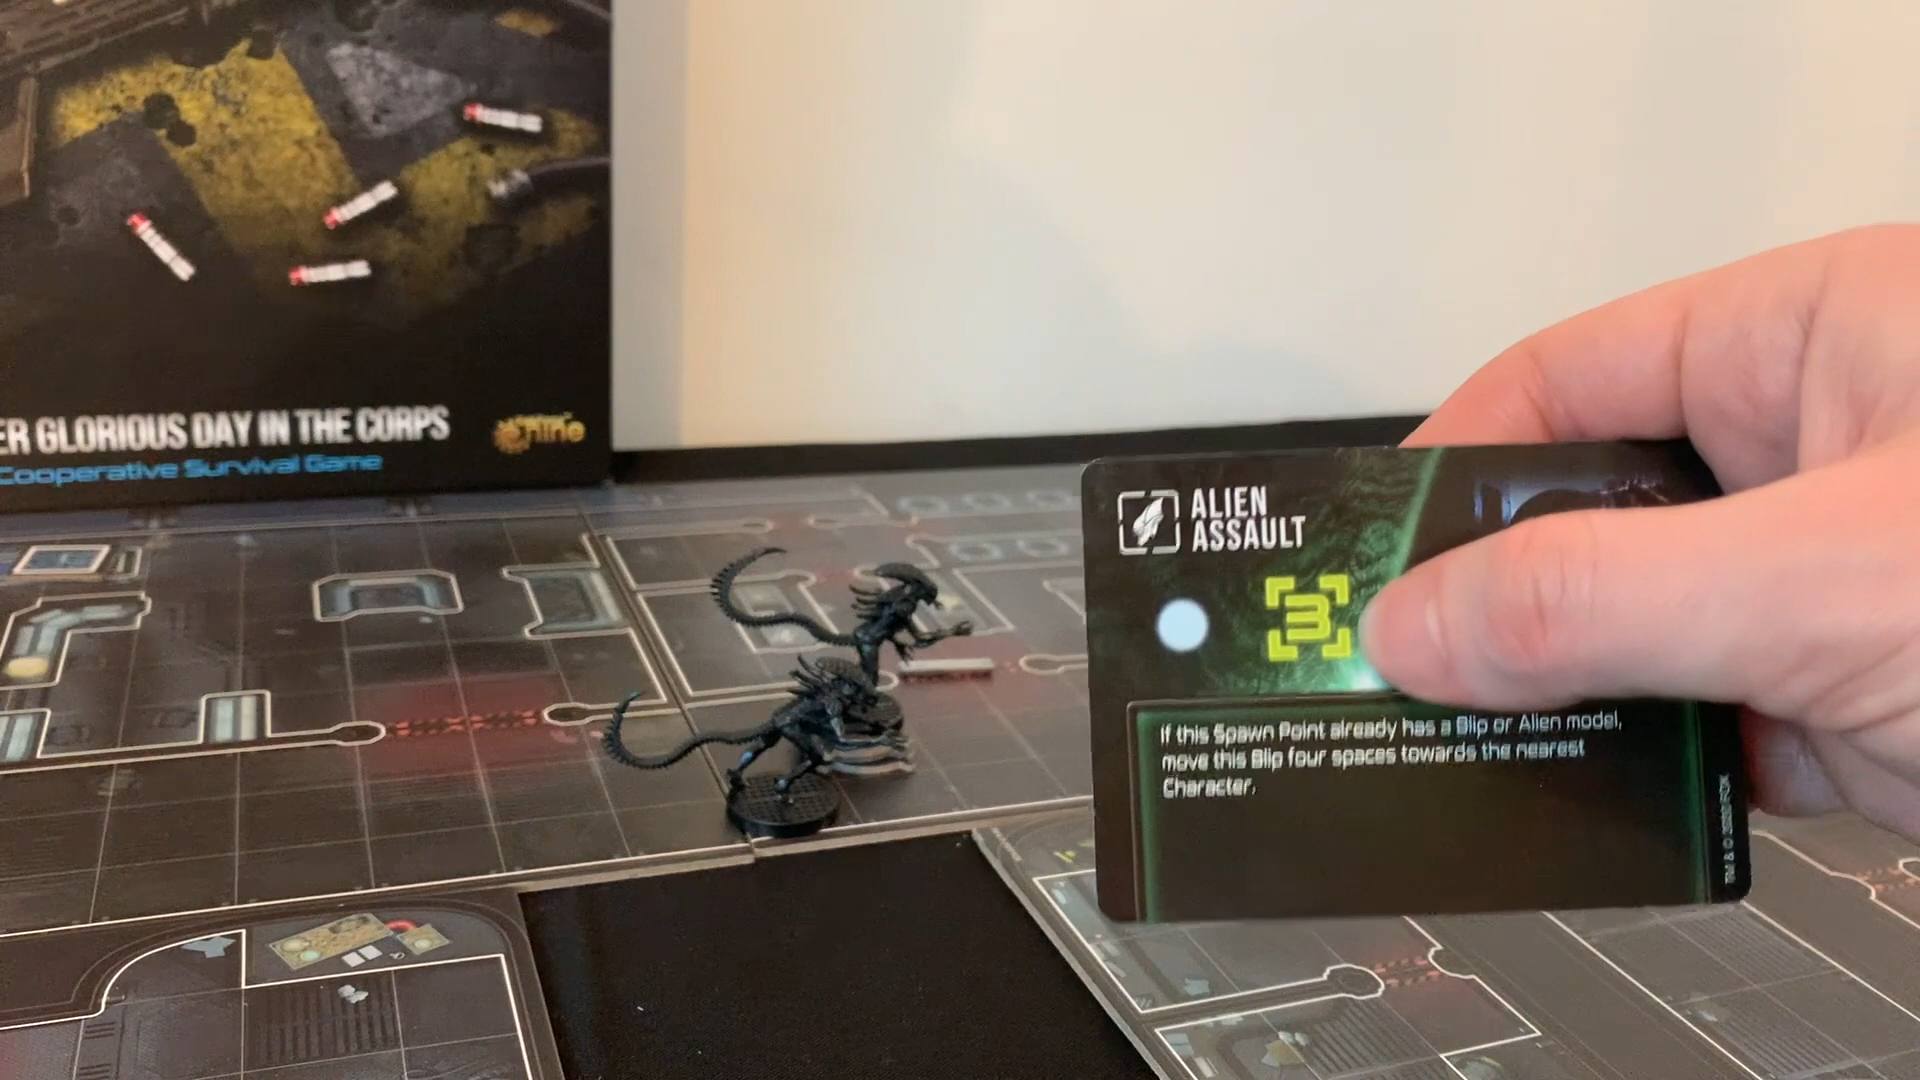 ER GLORIOUS DAY IN THE CORPS
Cooperative Survival Game
ALIEN
ASSAULT
3
If this Spawn Point already has a Blip or Alien model,
move this Blip four spaces towards the nearest
Character.